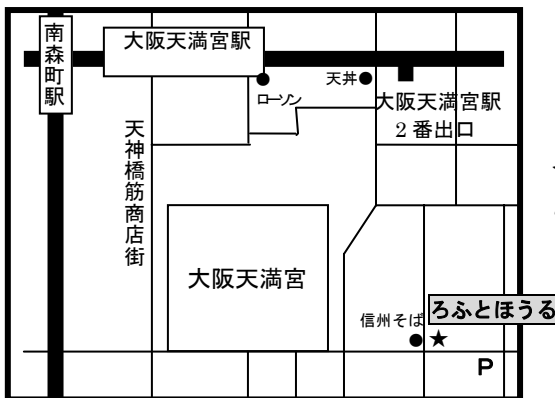 南森町駅
大阪天満宮駅
ローソン
天丼
大阪天満宮駅
2番出口
天神橋筋商店街
大阪天満宮
信州そば
ろふとほうる
P